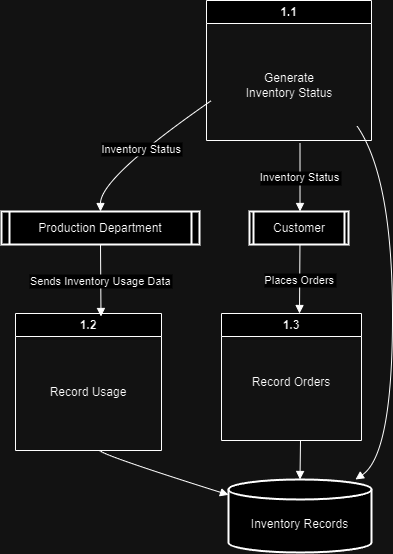 1.1
Generate
Inventory Status
Inventory Status
Inventory Status
Production Department
Customer
Sends Inventory Usage Data
Places Orders
1.2
1.3
Record Usage
Record Orders
Inventory Records